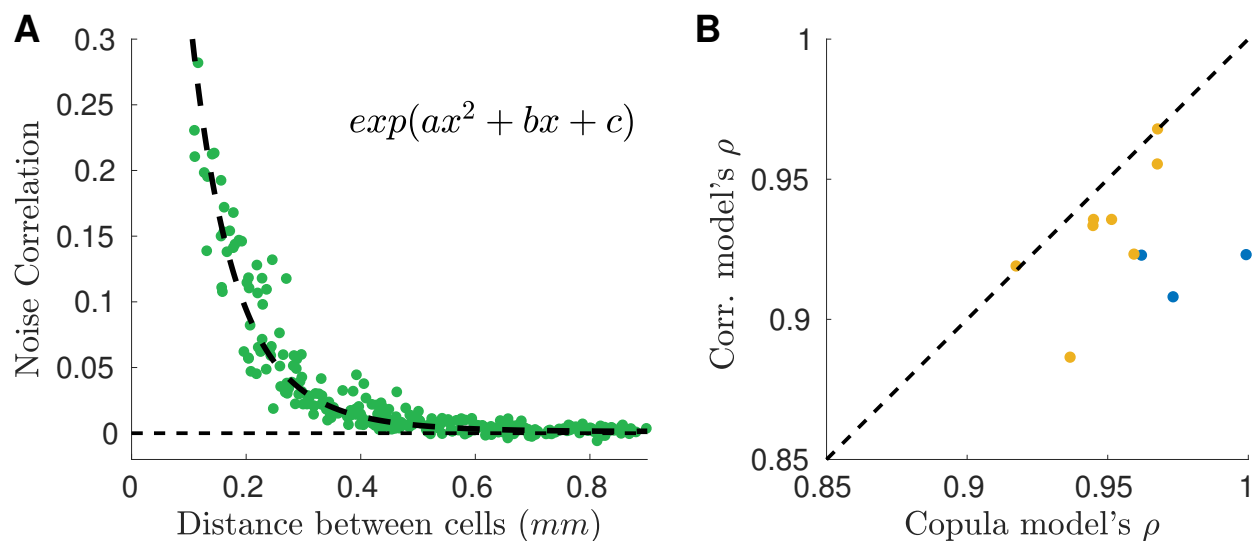 A
0.3
0.25
0.2
0.15
0.1
0.05
0
Noise Correlation
exp(ax² + bx + c)
0 0.2 0.4 0.6 0.8
Distance between cells (mm)
B
1
0.95
0.9
0.85
Corr. model's ρ
0.85 0.9 0.95 1
Copula model's ρ